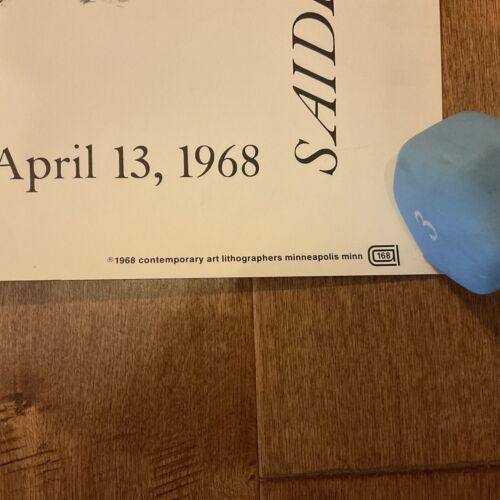 April 13, 1968
SAID
©1968 contemporary art lithographers minneapolis minn
168
3